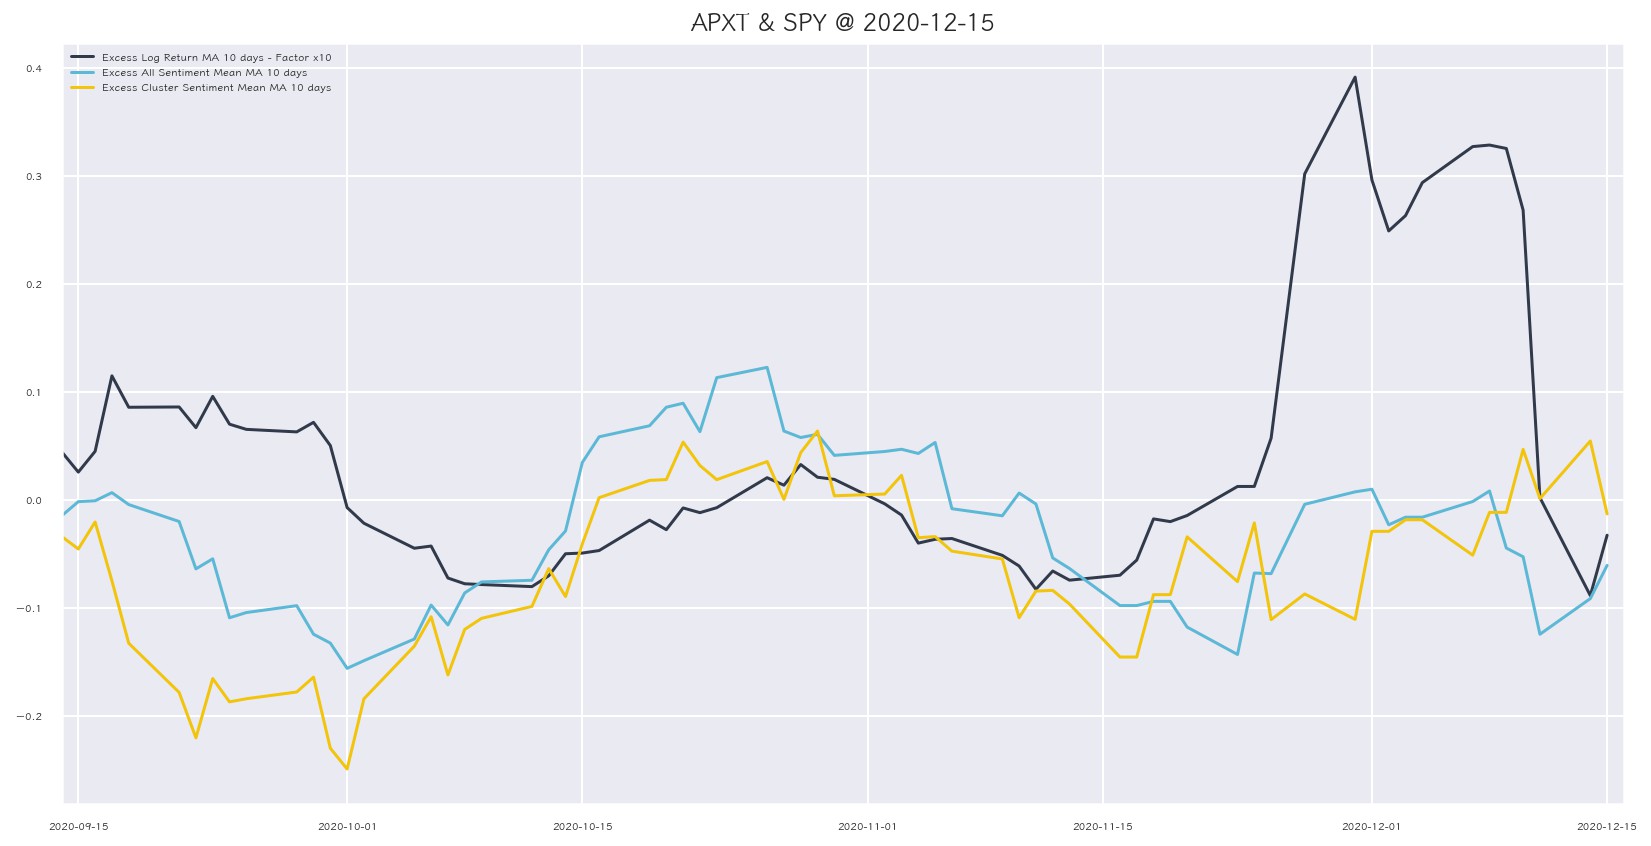 APXT & SPY @ 2020-12-15
Excess Log Return MA 10 days - Factor x10
Excess All Sentiment Mean MA 10 days
Excess Cluster Sentiment Mean MA 10 days
0.4
0.3
0.2
0.1
0.0
−0.1
−0.2
2020-09-15 2020-10-01 2020-10-15 2020-11-01 2020-11-15 2020-12-01 2020-12-15